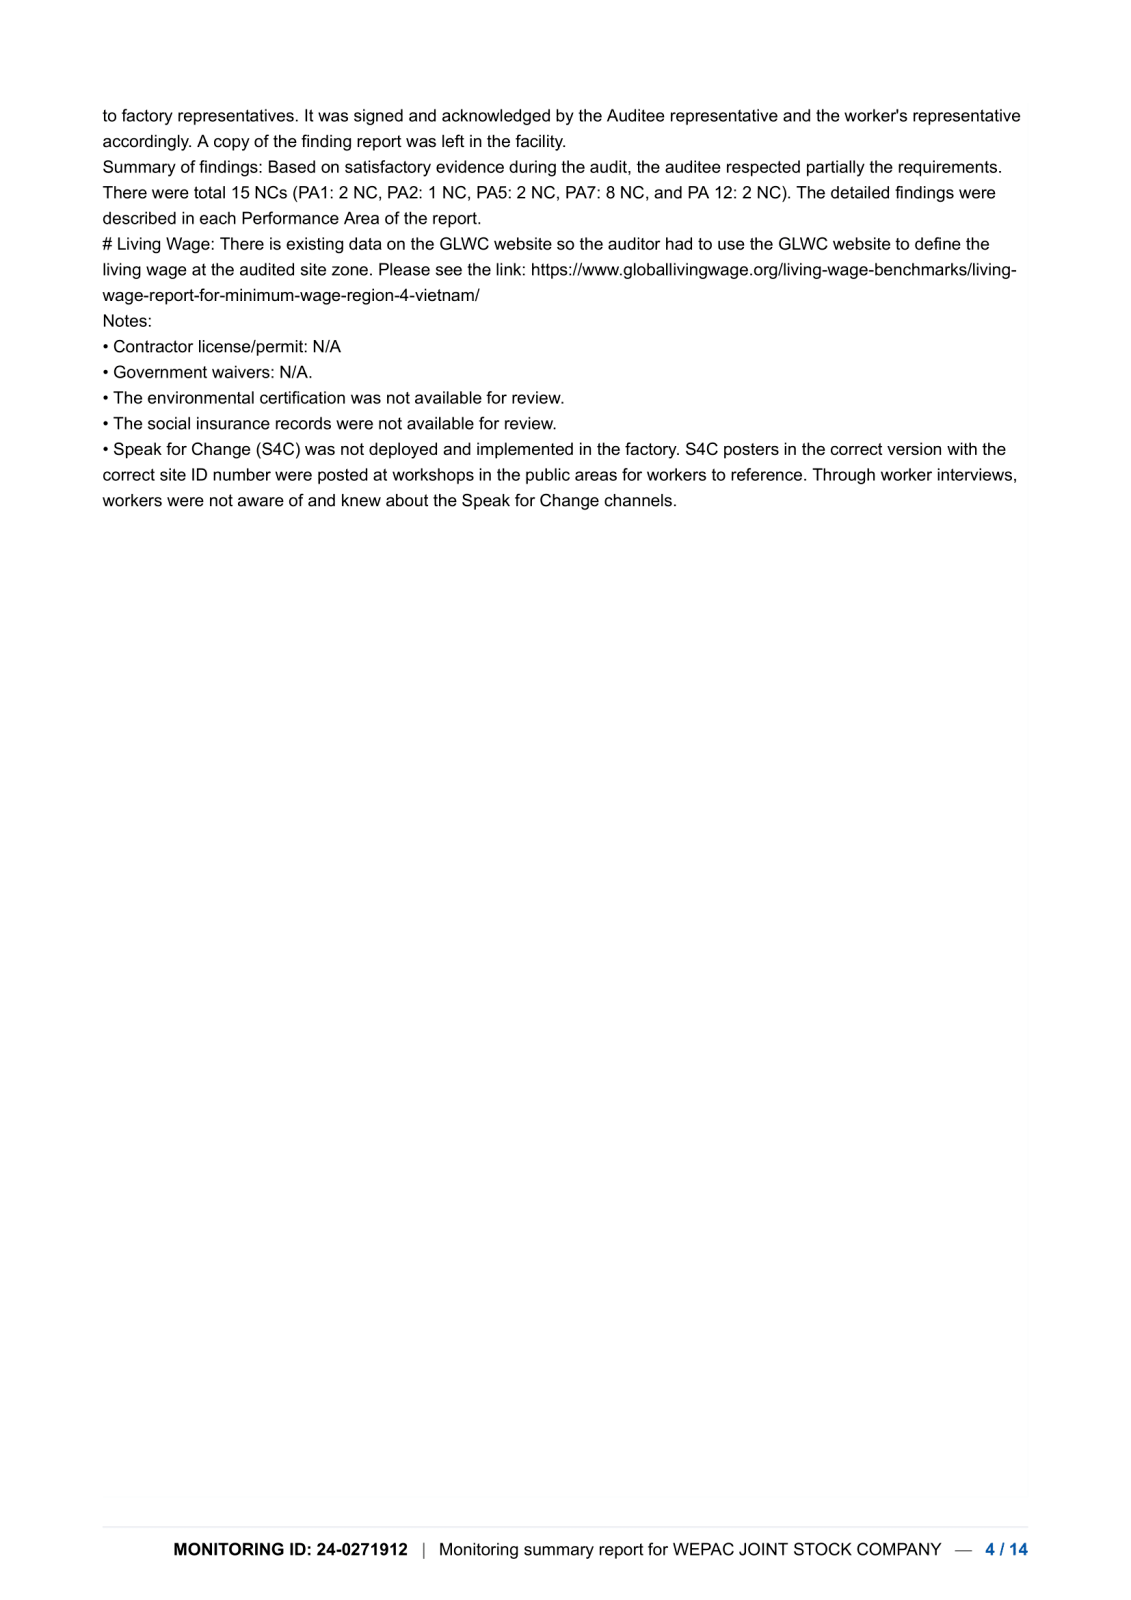 to factory representatives. It was signed and acknowledged by the Auditee representative and the worker's representative
accordingly. A copy of the finding report was left in the facility.
Summary of findings: Based on satisfactory evidence during the audit, the auditee respected partially the requirements.
There were total 15 NCs (PA1: 2 NC, PA2: 1 NC, PA5: 2 NC, PA7: 8 NC, and PA 12: 2 NC). The detailed findings were
described in each Performance Area of the report.
# Living Wage: There is existing data on the GLWC website so the auditor had to use the GLWC website to define the
living wage at the audited site zone. Please see the link: https://www.globallivingwage.org/living-wage-benchmarks/living-
wage-report-for-minimum-wage-region-4-vietnam/
Notes:
• Contractor license/permit: N/A
• Government waivers: N/A.
• The environmental certification was not available for review.
• The social insurance records were not available for review.
• Speak for Change (S4C) was not deployed and implemented in the factory. S4C posters in the correct version with the
correct site ID number were posted at workshops in the public areas for workers to reference. Through worker interviews,
workers were not aware of and knew about the Speak for Change channels.
MONITORING ID: 24-0271912 | Monitoring summary report for WEPAC JOINT STOCK COMPANY — 4 / 14